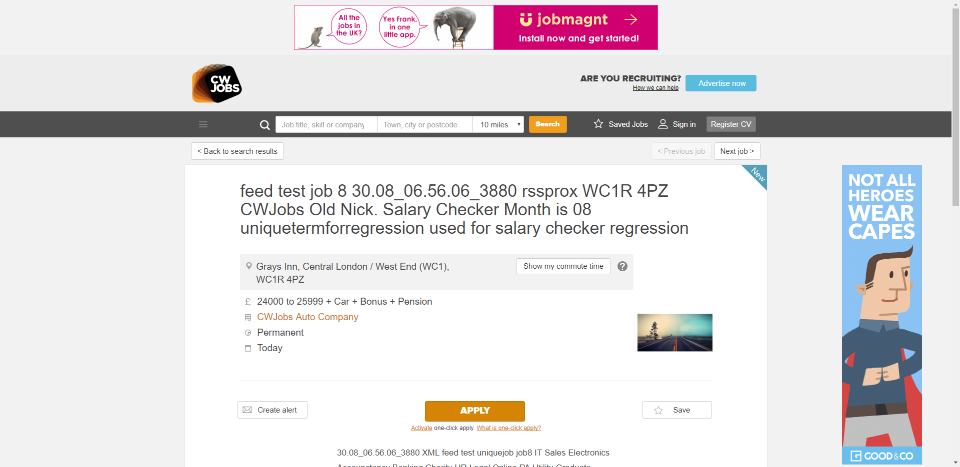 All the
jobs in
the UK?
Yes Frank,
in one
little app.
jobmagnt
Install now and get started!
CW
JOBS
ARE YOU RECRUITING?
How we can help
Advertise now
Job title, skill or company
Town, city or postcode
10 miles
Search
Saved Jobs
Sign in
Register CV
< Back to search results
< Previous job
Next job >
New
feed test job 8 30.08_06.56.06_3880 rssprox WC1R 4PZ
CWJobs Old Nick. Salary Checker Month is 08
uniquetermforregression used for salary checker regression
Grays Inn, Central London / West End (WC1),
WC1R 4PZ
Show my commute time
?
£ 24000 to 25999 + Car + Bonus + Pension
CWJobs Auto Company
Permanent
Today
Create alert
APPLY
Save
Activate one-click apply. What is one-click apply?
30.08_06.56.06_3880 XML feed test uniquejob job8 IT Sales Electronics
Accountancy Banking Charity HR Legal Online PA Utility Graduate
NOT ALL
HEROES
WEAR
CAPES
GOOD&CO